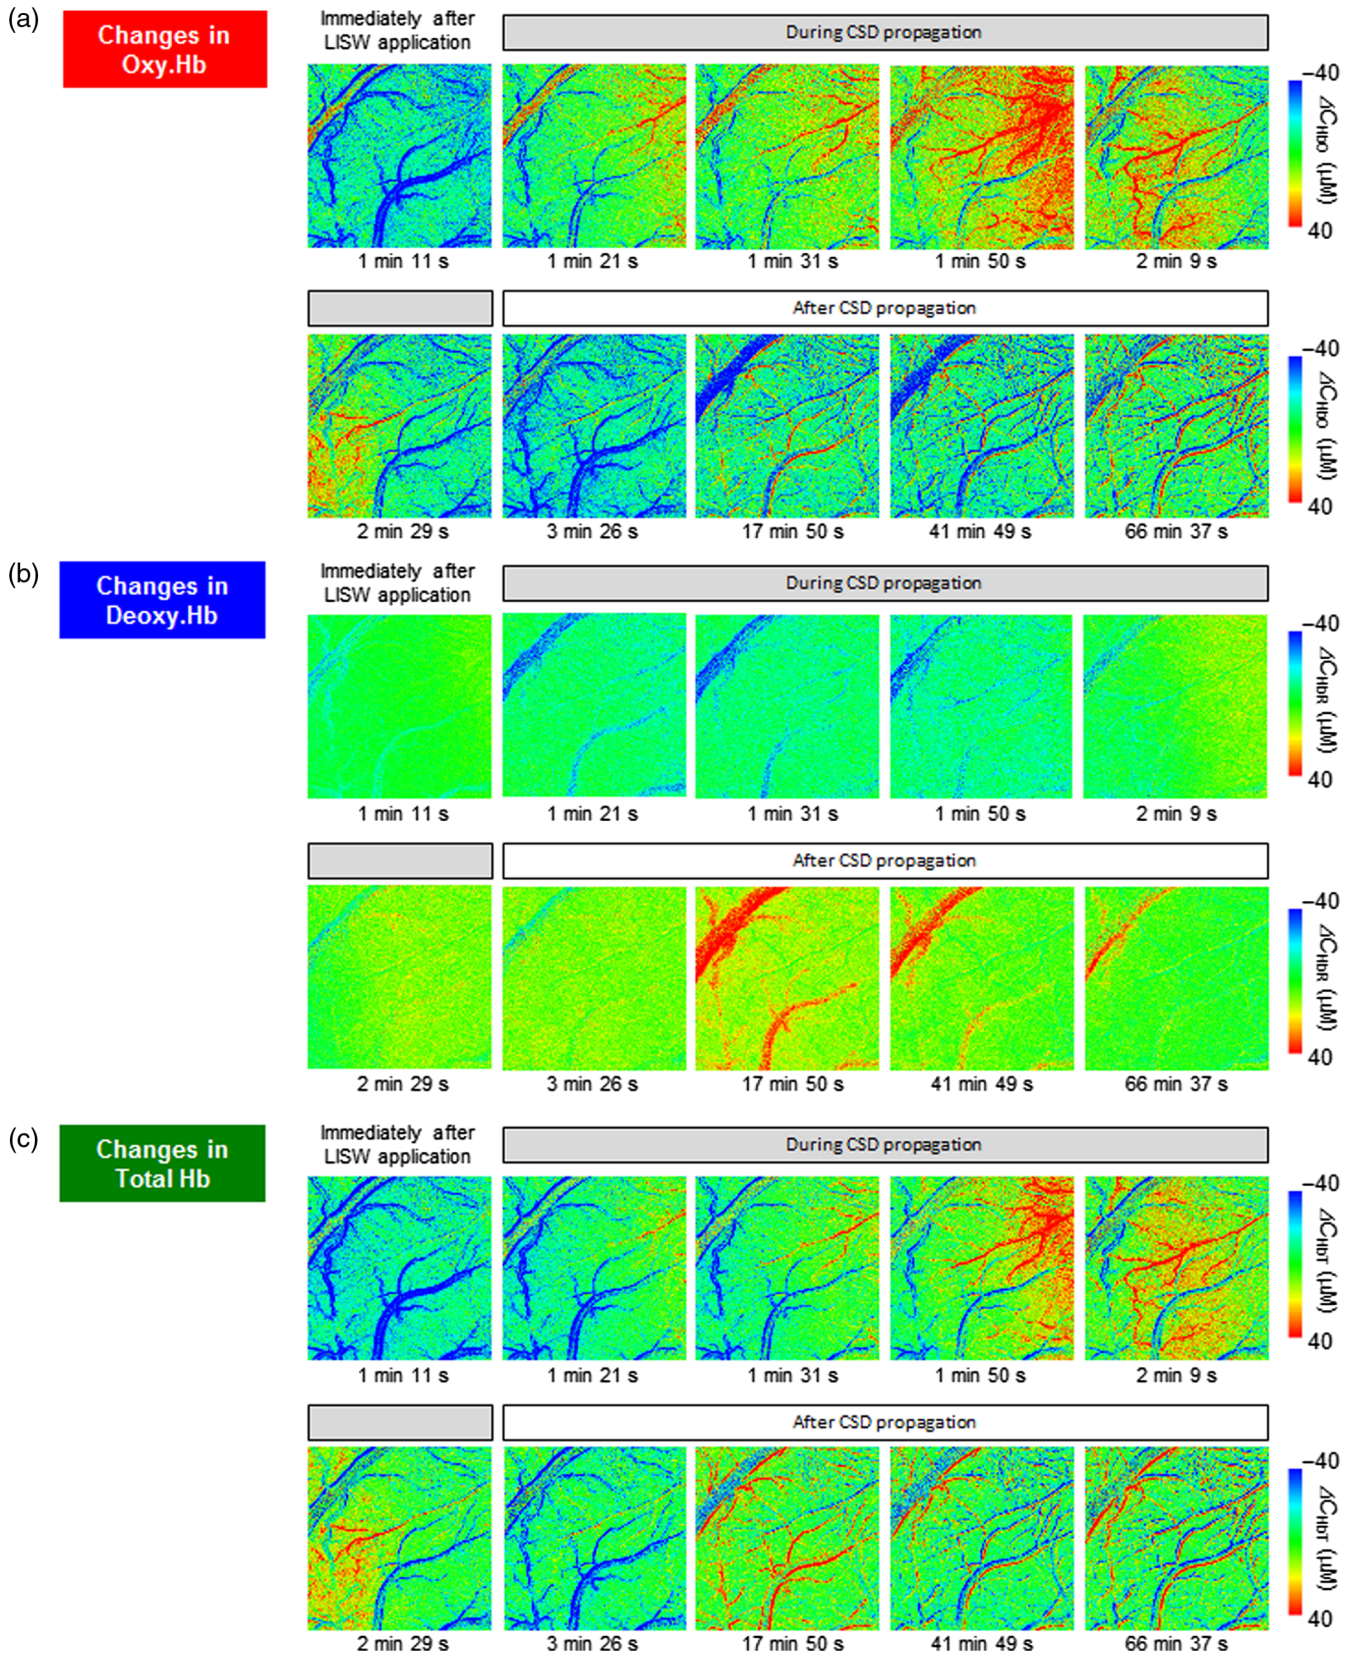 (a)
Changes in
Oxy.Hb
Immediately after
LISW application
During CSD propagation
−40
ΔCHbO (μM)
40
1 min 11 s
1 min 21 s
1 min 31 s
1 min 50 s
2 min 9 s
After CSD propagation
−40
ΔCHbO (μM)
40
2 min 29 s
3 min 26 s
17 min 50 s
41 min 49 s
66 min 37 s
(b)
Changes in
Deoxy.Hb
Immediately after
LISW application
During CSD propagation
−40
ΔCHbR (μM)
40
1 min 11 s
1 min 21 s
1 min 31 s
1 min 50 s
2 min 9 s
After CSD propagation
−40
ΔCHbR (μM)
40
2 min 29 s
3 min 26 s
17 min 50 s
41 min 49 s
66 min 37 s
(c)
Changes in
Total Hb
Immediately after
LISW application
During CSD propagation
−40
ΔCHbT (μM)
40
1 min 11 s
1 min 21 s
1 min 31 s
1 min 50 s
2 min 9 s
After CSD propagation
−40
ΔCHbT (μM)
40
2 min 29 s
3 min 26 s
17 min 50 s
41 min 49 s
66 min 37 s